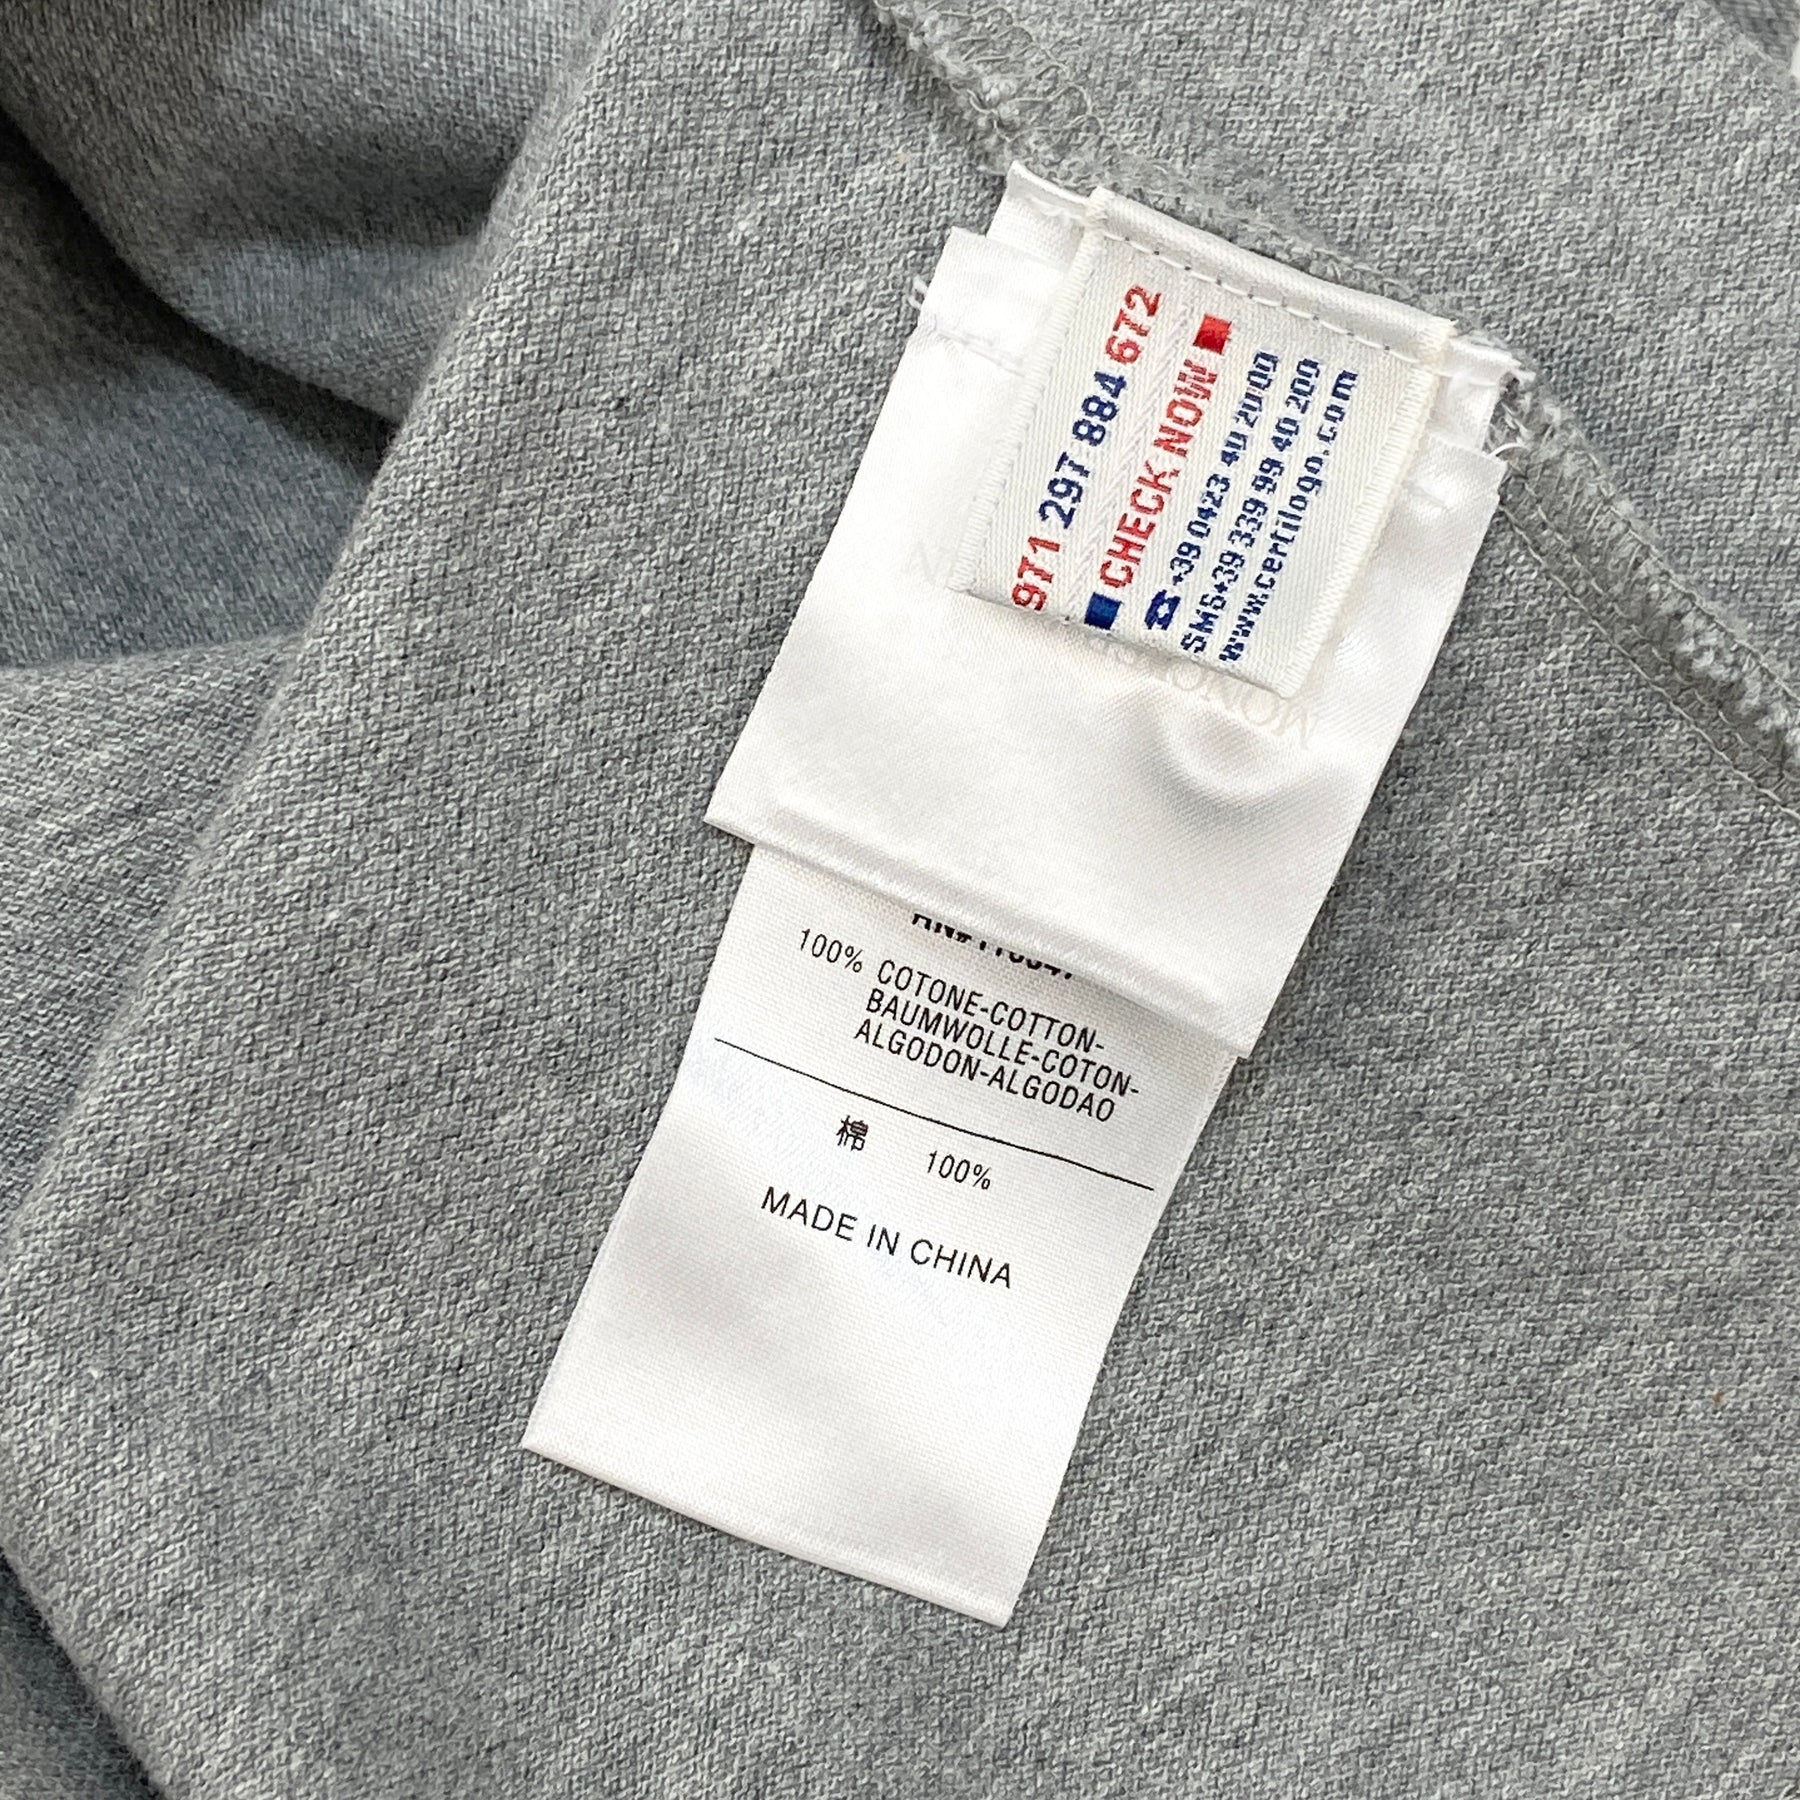 9T1 29T 884 6T2
CHECK NOW
+39 0423 40 2000
SMS+39 339 99 40 200
www.certilogo.com
100% COTONE-COTTON-
BAUMWOLLE-COTON-
ALGODON-ALGODAO
棉 100%
MADE IN CHINA